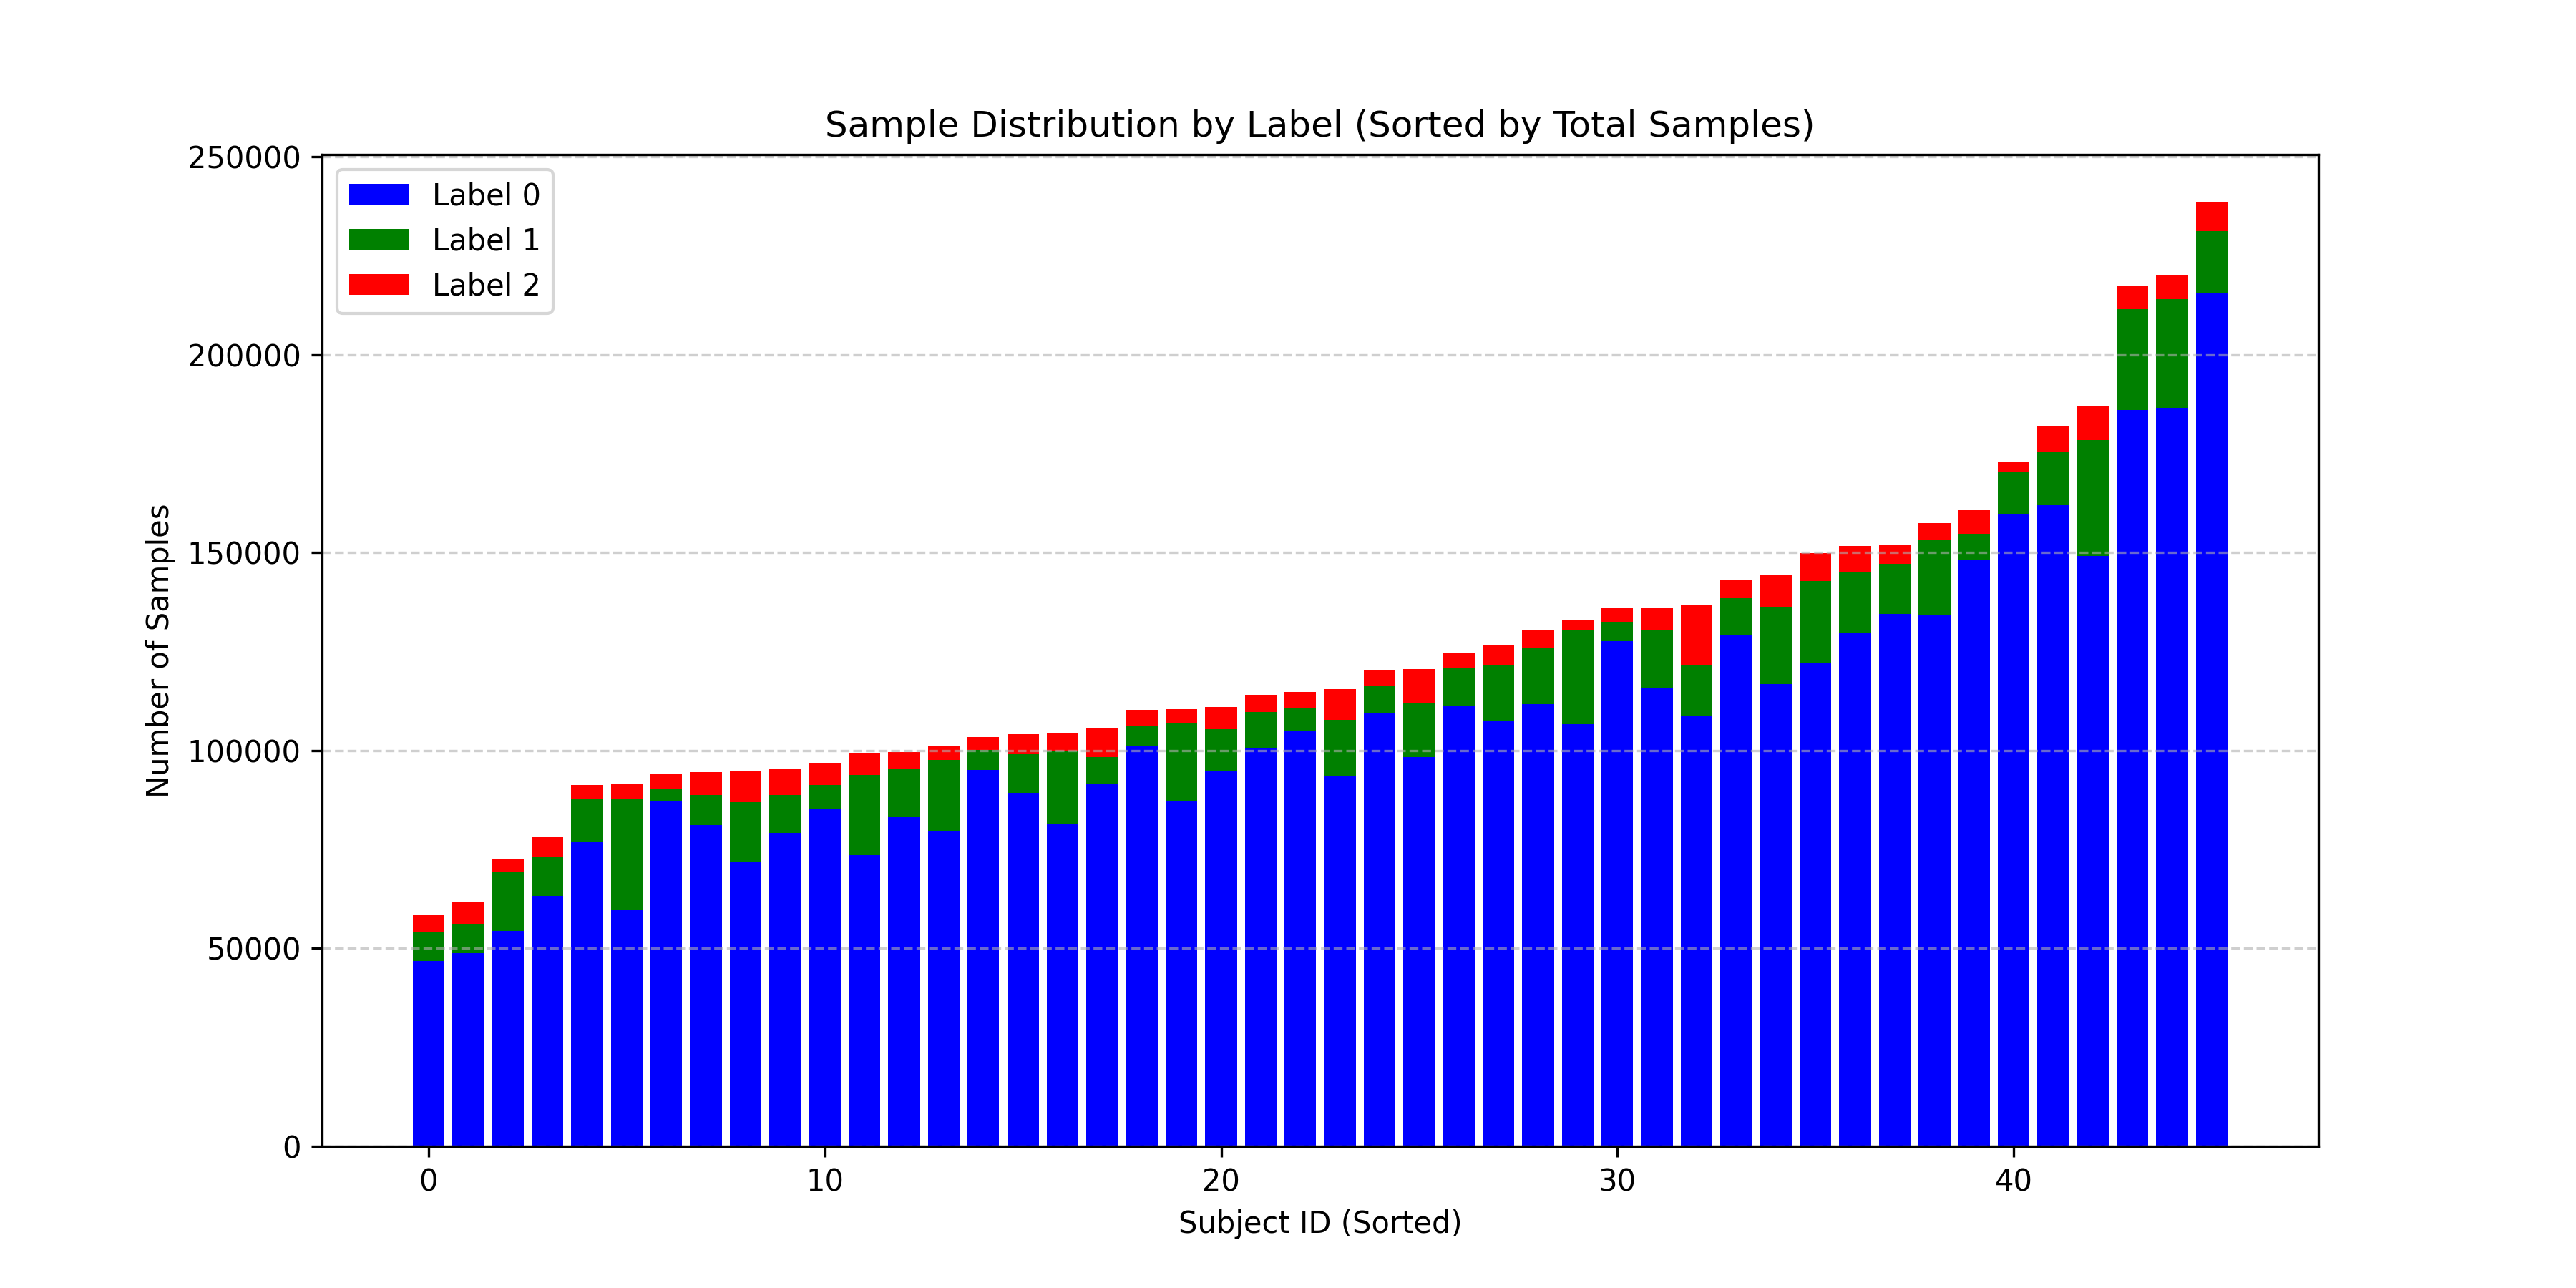 Sample Distribution by Label (Sorted by Total Samples)
250000
200000
150000
100000
50000
0
Number of Samples
Label 0
Label 1
Label 2
0 10 20 30 40
Subject ID (Sorted)